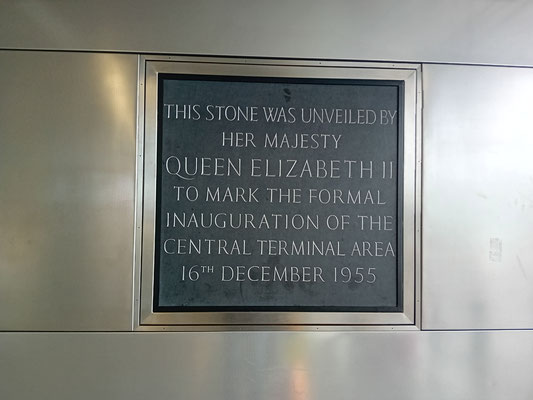 THIS STONE WAS UNVEILED BY
HER MAJESTY
QUEEN ELIZABETH II
TO MARK THE FORMAL
INAUGURATION OF THE
CENTRAL TERMINAL AREA
16TH DECEMBER 1955